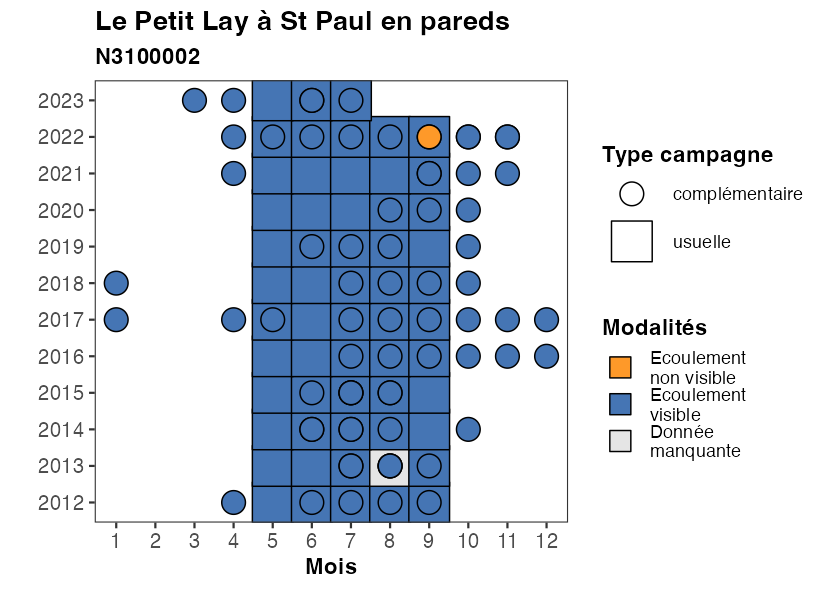 Le Petit Lay à St Paul en pareds
N3100002
2023
2022
2021
2020
2019
2018
2017
2016
2015
2014
2013
2012
1 2 3 4 5 6 7 8 9 10 11 12
Mois
Type campagne
complémentaire
usuelle
Modalités
Ecoulement
non visible
Ecoulement
visible
Donnée
manquante